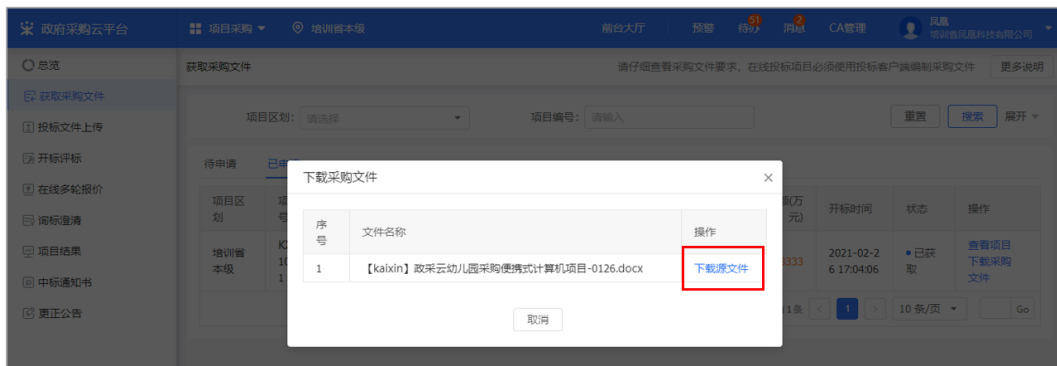 政府采购云平台
项目采购
培训省本级
前台大厅
预警
待办
51
消息
2
CA管理
凤凰
培训省凤凰科技有限公司
总览
获取采购文件
投标文件上传
开标评标
在线多轮报价
询标澄清
项目结果
中标通知书
更正公告
获取采购文件
请仔细查看采购文件要求，在线投标项目必须使用投标客户端编制采购文件
更多说明
项目区划：
请选择
项目编号：
请输入
重置
搜索
展开
待申请
下载采购文件
序号
文件名称
操作
1
【kaixin】政采云幼儿园采购便携式计算机项目-0126.docx
下载源文件
取消
项目区
划
开标时间
状态
操作
元)
培训省
本级
3333
2021-02-2
6 17:04:06
已获
取
查看项目
下载采购
文件
1条
1
10 条/页
Go